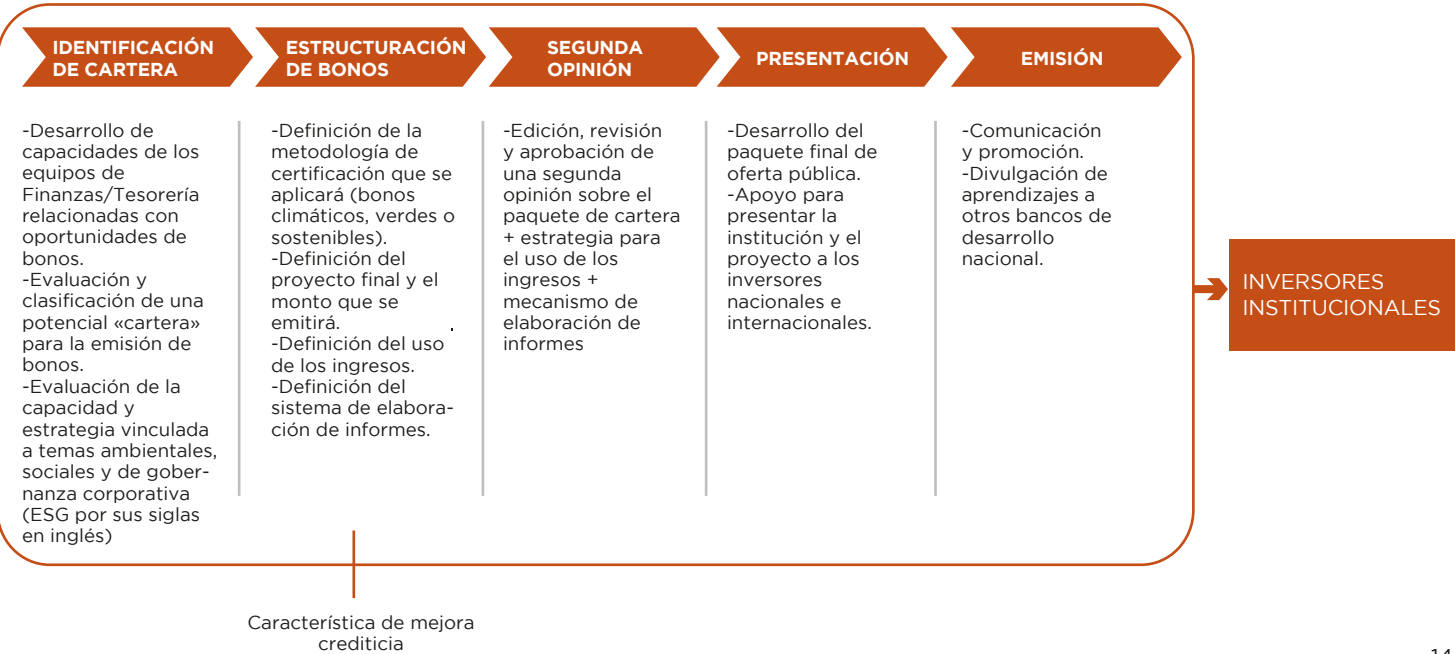 IDENTIFICACIÓN
DE CARTERA
ESTRUCTURACIÓN
DE BONOS
SEGUNDA
OPINIÓN
PRESENTACIÓN
EMISIÓN
-Desarrollo de
capacidades de los
equipos de
Finanzas/Tesorería
relacionadas con
oportunidades de
bonos.
-Evaluación y
clasificación de una
potencial «cartera»
para la emisión de
bonos.
-Evaluación de la
capacidad y
estrategia vinculada
a temas ambientales,
sociales y de gober-
nanza corporativa
(ESG por sus siglas
en inglés)
-Definición de la
metodología de
certificación que se
aplicará (bonos
climáticos, verdes o
sostenibles).
-Definición del
proyecto final y el
monto que se
emitirá.
-Definición del uso
de los ingresos.
-Definición del
sistema de elabora-
ción de informes.
-Edición, revisión
y aprobación de
una segunda
opinión sobre el
paquete de cartera
+ estrategia para
el uso de los
ingresos +
mecanismo de
elaboración de
informes
-Desarrollo del
paquete final de
oferta pública.
-Apoyo para
presentar la
institución y el
proyecto a los
inversores
nacionales e
internacionales.
-Comunicación
y promoción.
-Divulgación de
aprendizajes a
otros bancos de
desarrollo
nacional.
INVERSORES
INSTITUCIONALES
Característica de mejora
crediticia